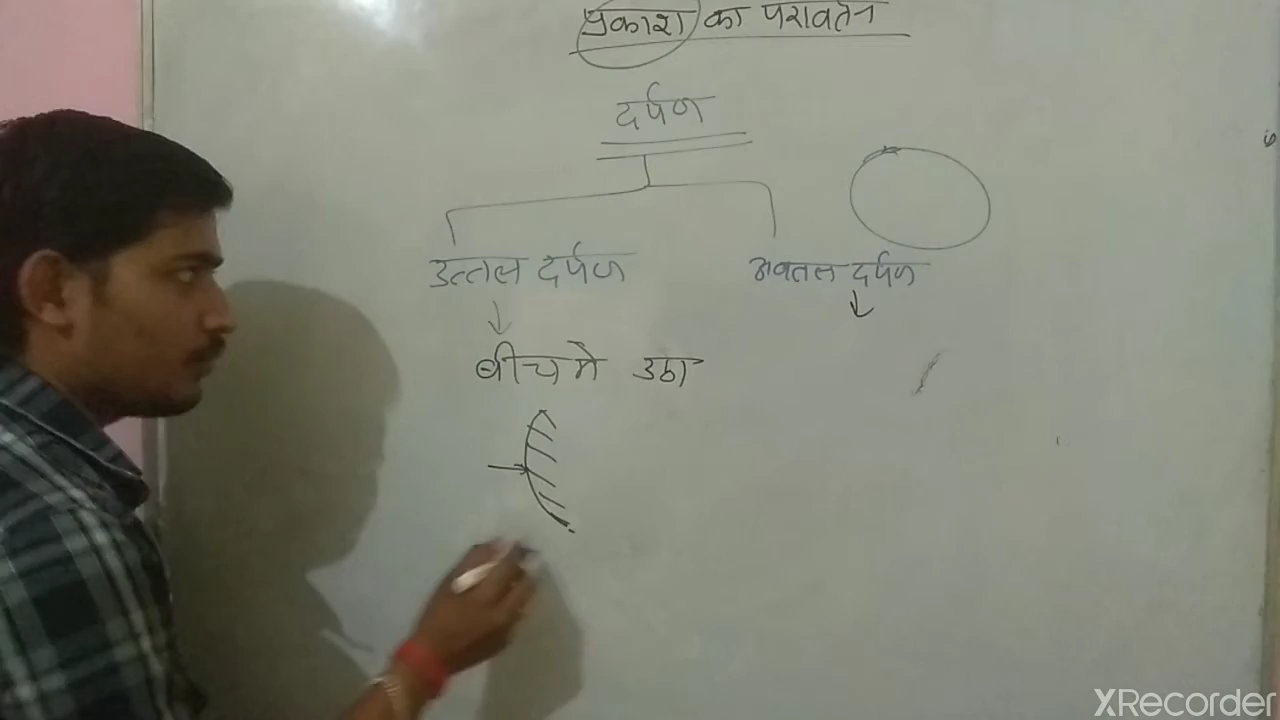 प्रकाश का परावर्तन
दर्पण
उत्तल दर्पण
अवतल दर्पण
बीच मे उठा
XRecorder